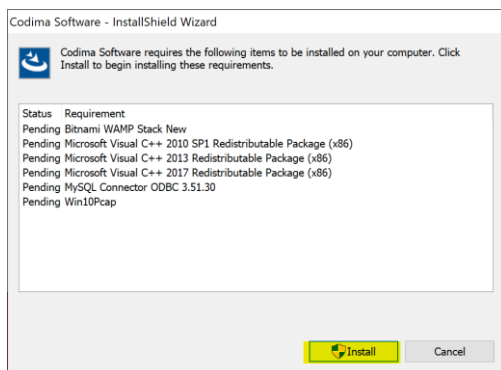 Codima Software - InstallShield Wizard
Codima Software requires the following items to be installed on your computer. Click
Install to begin installing these requirements.
Status Requirement
Pending Bitnami WAMP Stack New
Pending Microsoft Visual C++ 2010 SP1 Redistributable Package (x86)
Pending Microsoft Visual C++ 2013 Redistributable Package (x86)
Pending Microsoft Visual C++ 2017 Redistributable Package (x86)
Pending MySQL Connector ODBC 3.51.30
Pending Win10Pcap
Install Cancel